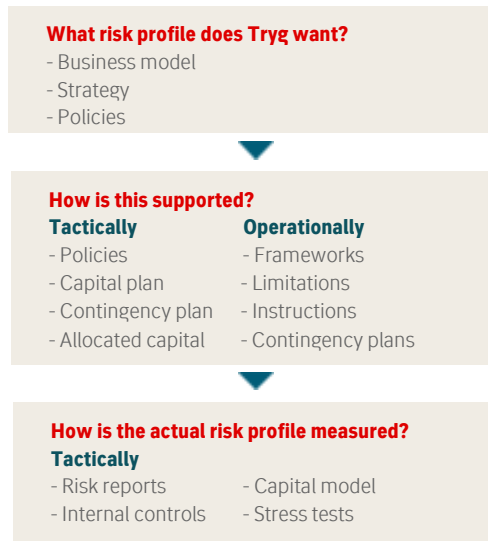 What risk profile does Tryg want?
- Business model
- Strategy
- Policies
How is this supported?
Tactically
- Policies
- Capital plan
- Contingency plan
- Allocated capital
Operationally
- Frameworks
- Limitations
- Instructions
- Contingency plans
How is the actual risk profile measured?
Tactically
- Risk reports
- Internal controls
- Capital model
- Stress tests